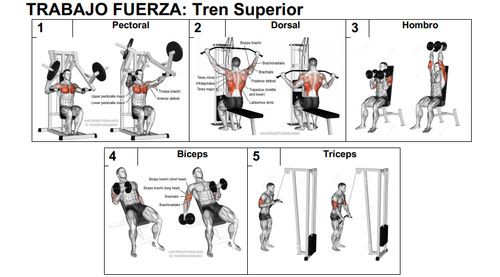 TRABAJO FUERZA: Tren Superior
1 Pectoral
Upper pectoralis major
Lower pectoralis major
Triceps brachii
Anterior deltoid
2 Dorsal
Biceps brachii
Brachioradialis
Brachialis
Teres minor
Infraspinatus
Teres major
Posterior deltoid
Trapezius (middle
and lower)
Latissimus dorsi
3 Hombro
4 Bíceps
Biceps brachii (short head)
Biceps brachii (long head)
Brachialis
Brachioradialis
5 Tríceps